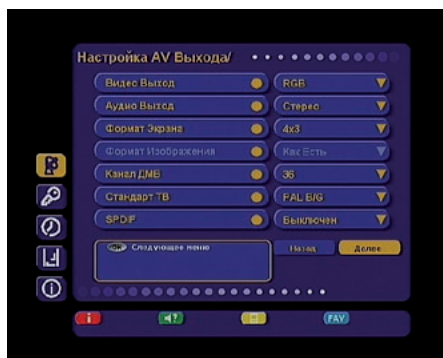 Настройка AV Выхода/
Видео Выход RGB
Аудио Выход Стерео
Формат Экрана 4x3
Формат Изображения Как Есть
Канал ДМВ 36
Стандарт ТВ PAL B/G
SPDIF Выключен
Следующее меню Назад Далее
i ? FAV